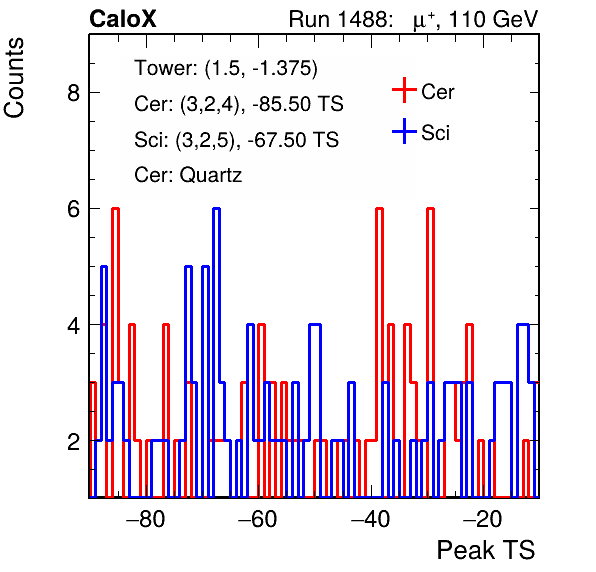 CaloX Run 1488: μ⁺, 110 GeV
Counts
Tower: (1.5, -1.375)
Cer: (3,2,4), -85.50 TS
Sci: (3,2,5), -67.50 TS
Cer: Quartz
Cer
Sci
8
6
4
2
−80 −60 −40 −20
Peak TS